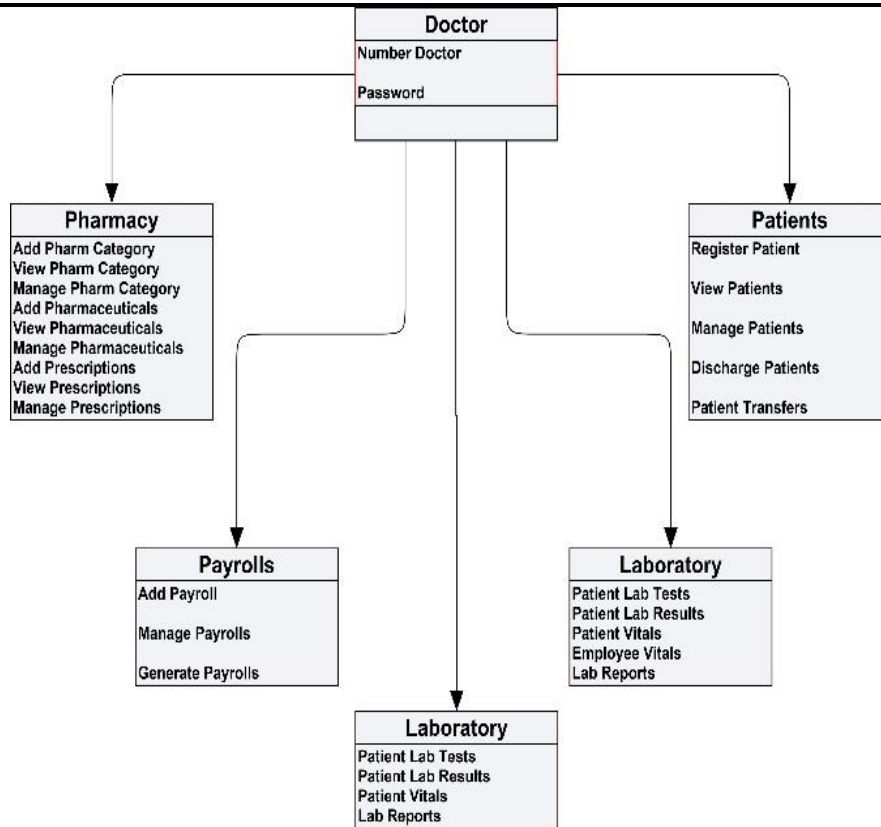 Doctor
Number Doctor
Password
Pharmacy
Add Pharm Category
View Pharm Category
Manage Pharm Category
Add Pharmaceuticals
View Pharmaceuticals
Manage Pharmaceuticals
Add Prescriptions
View Prescriptions
Manage Prescriptions
Patients
Register Patient
View Patients
Manage Patients
Discharge Patients
Patient Transfers
Payrolls
Add Payroll
Manage Payrolls
Generate Payrolls
Laboratory
Patient Lab Tests
Patient Lab Results
Patient Vitals
Employee Vitals
Lab Reports
Laboratory
Patient Lab Tests
Patient Lab Results
Patient Vitals
Lab Reports